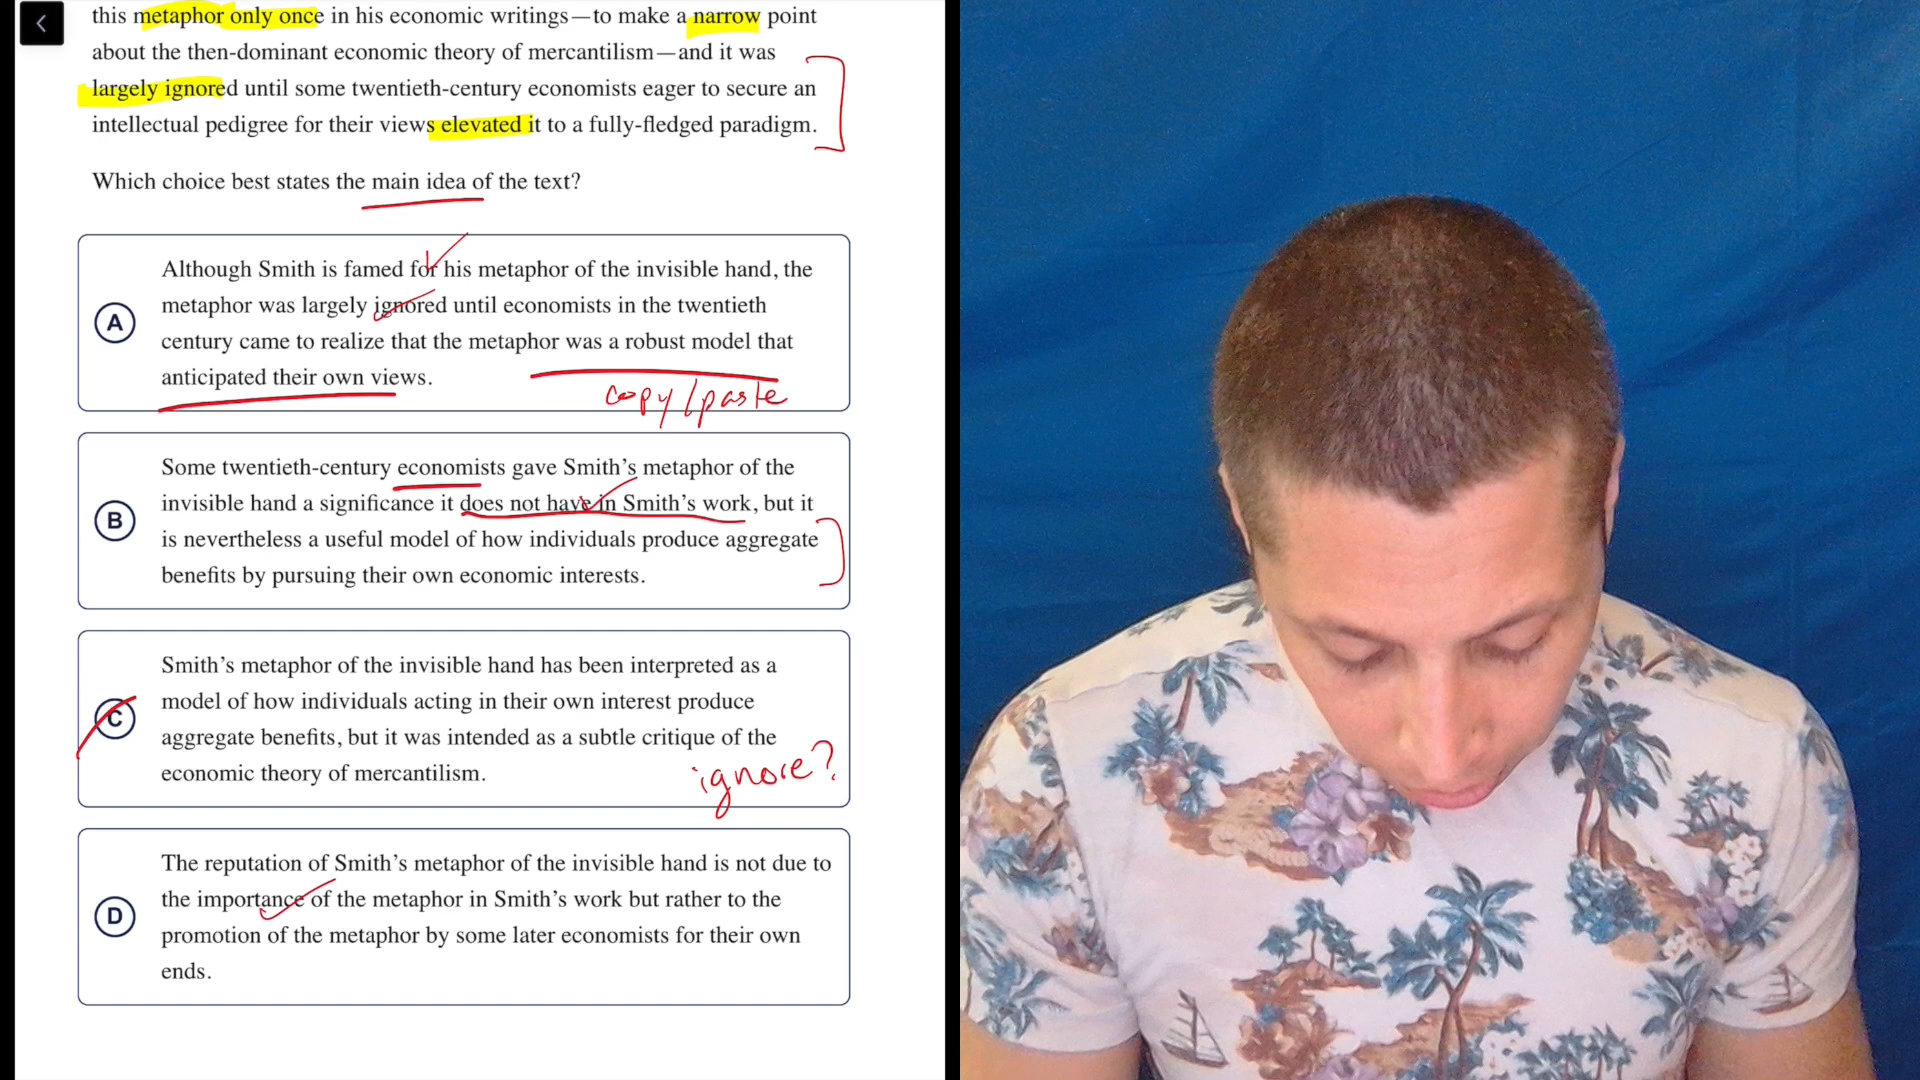 this metaphor only once in his economic writings—to make a narrow point
about the then-dominant economic theory of mercantilism—and it was
largely ignored until some twentieth-century economists eager to secure an
intellectual pedigree for their views elevated it to a fully-fledged paradigm.
Which choice best states the main idea of the text?
A
Although Smith is famed for his metaphor of the invisible hand, the
metaphor was largely ignored until economists in the twentieth
century came to realize that the metaphor was a robust model that
anticipated their own views.
copy/paste
B
Some twentieth-century economists gave Smith's metaphor of the
invisible hand a significance it does not have in Smith's work, but it
is nevertheless a useful model of how individuals produce aggregate
benefits by pursuing their own economic interests.
C
Smith's metaphor of the invisible hand has been interpreted as a
model of how individuals acting in their own interest produce
aggregate benefits, but it was intended as a subtle critique of the
economic theory of mercantilism.
ignore?
D
The reputation of Smith's metaphor of the invisible hand is not due to
the importance of the metaphor in Smith's work but rather to the
promotion of the metaphor by some later economists for their own
ends.